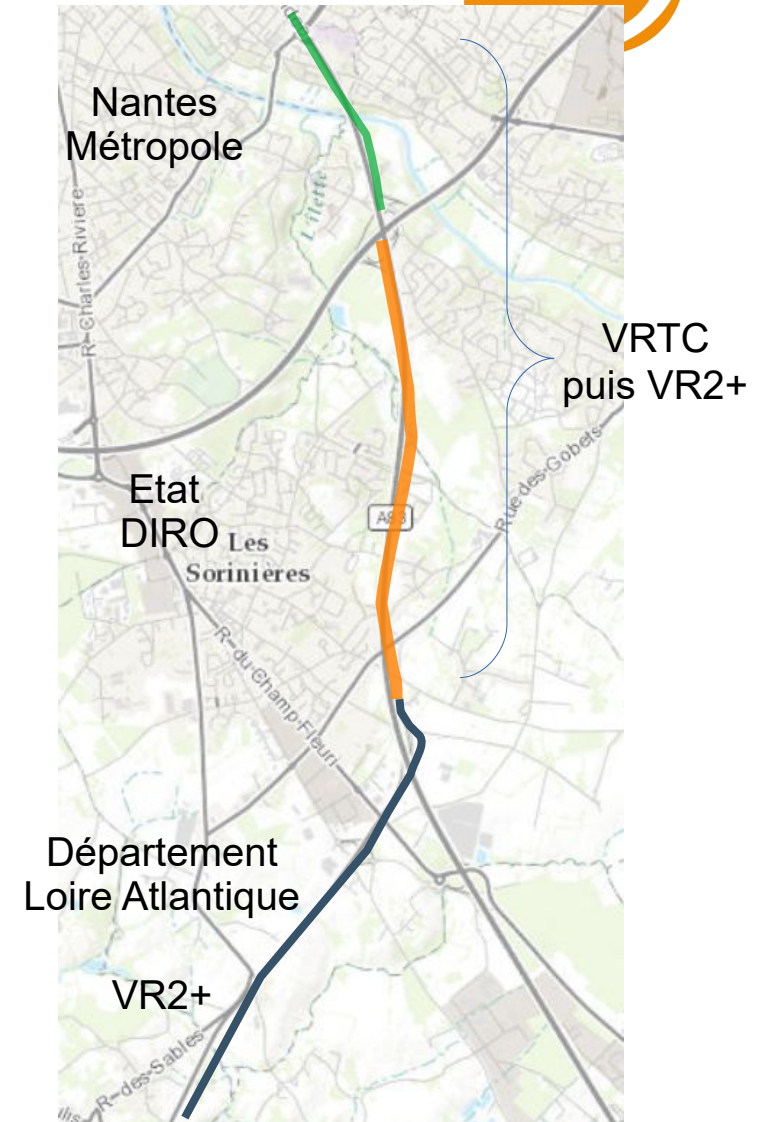 Nantes
Métropole
L'Ilette
R-Charles-Rivière
VRTC
puis VR2+
Rue-des-Gobets
Etat
DIRO
A83
Les
Sorinières
R-du-Champ-Fleuri
Département
Loire Atlantique
VR2+
R-des-Sables